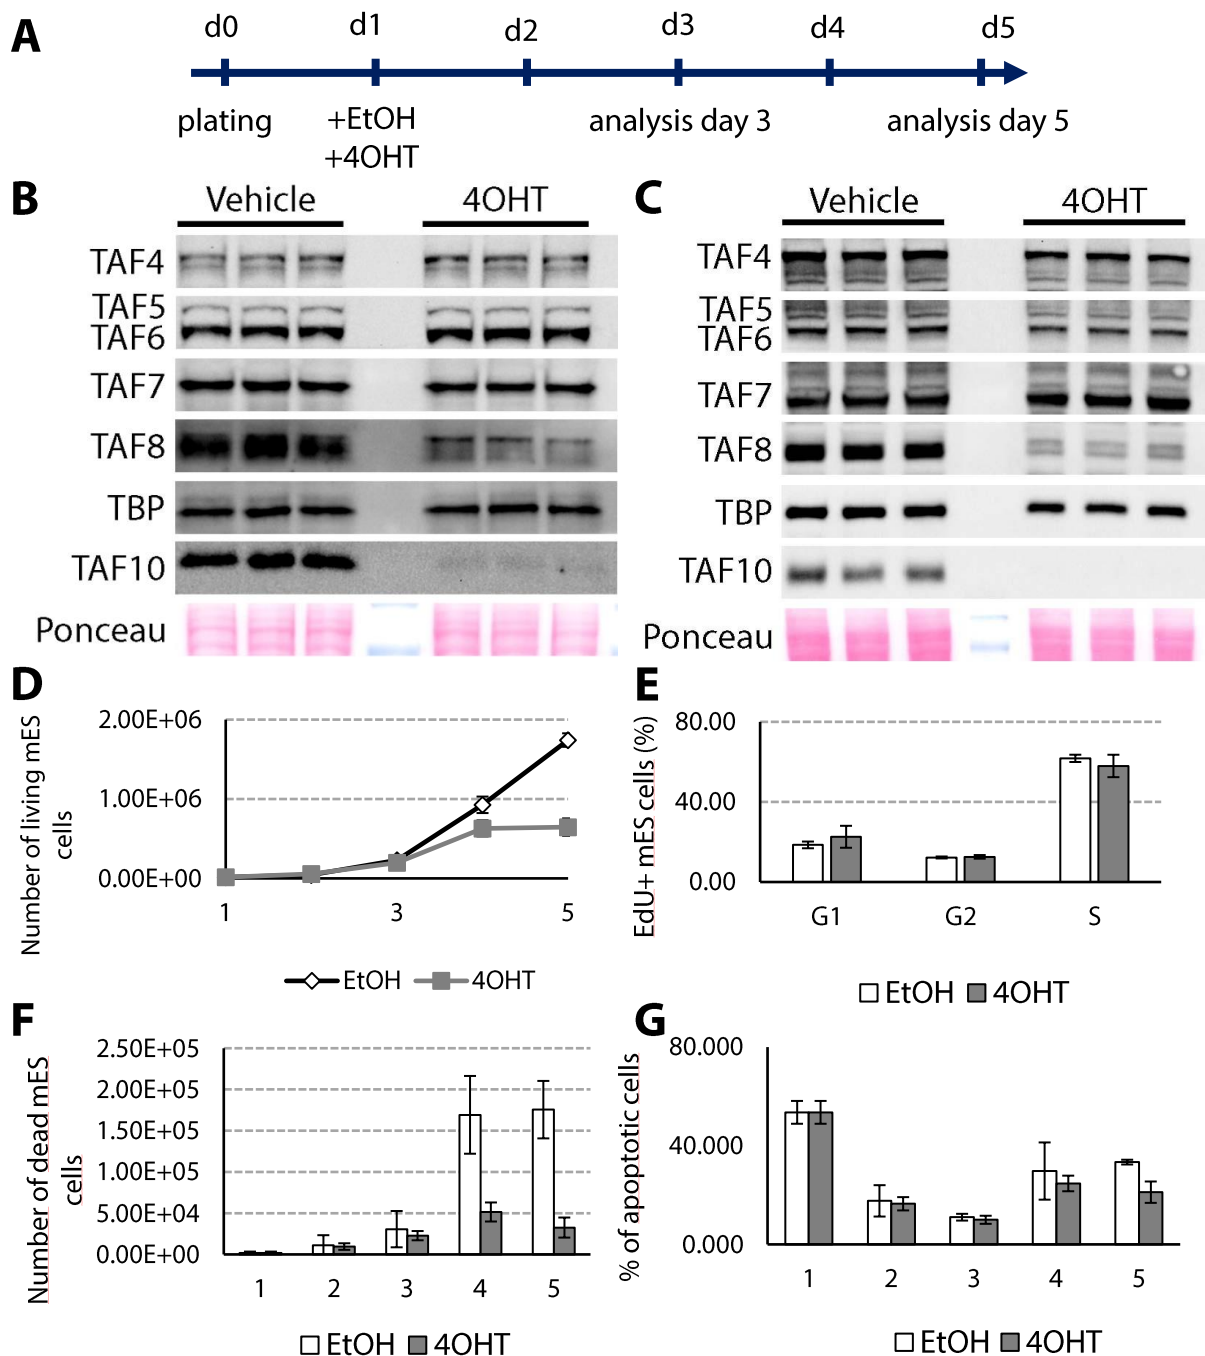 A
d0 d1 d2 d3 d4 d5
plating +EtOH analysis day 3 analysis day 5
+4OHT
B
Vehicle 4OHT
TAF4
TAF5
TAF6
TAF7
TAF8
TBP
TAF10
Ponceau
C
Vehicle 4OHT
TAF4
TAF5
TAF6
TAF7
TAF8
TBP
TAF10
Ponceau
D
Number of living mES
cells
2.00E+06
1.00E+06
0.00E+00
1 3 5
EtOH 4OHT
E
EdU+ mES cells (%)
80.00
40.00
0.00
G1 G2 S
EtOH 4OHT
F
Number of dead mES
cells
2.50E+05
2.00E+05
1.50E+05
1.00E+05
5.00E+04
0.00E+00
1 2 3 4 5
EtOH 4OHT
G
% of apoptotic cells
80.000
40.000
0.000
1 2 3 4 5
EtOH 4OHT